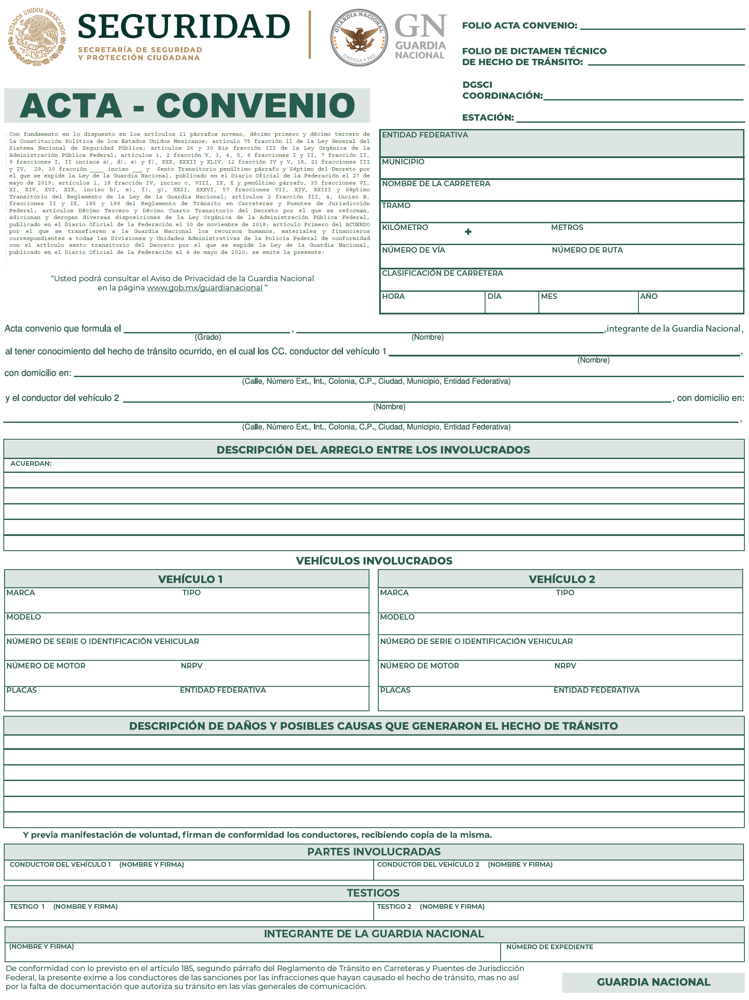 ESTADOS UNIDOS MEXICANOS
SEGURIDAD
SECRETARÍA DE SEGURIDAD
Y PROTECCIÓN CIUDADANA
GUARDIA NACIONAL
JUSTICIA Y PAZ
GN
GUARDIA
NACIONAL
FOLIO ACTA CONVENIO:
FOLIO DE DICTAMEN TÉCNICO
DE HECHO DE TRÁNSITO:
DGSCI
COORDINACIÓN:
ESTACIÓN:
ACTA - CONVENIO
Con fundamento en lo dispuesto en los artículos 21 párrafos noveno, décimo primero y décimo tercero de
la Constitución Política de los Estados Unidos Mexicanos; artículo 75 fracción ll de la Ley General del
Sistema Nacional de Seguridad Pública; artículos 26 y 30 Bis fracción III de la Ley Orgánica de la
Administración Pública Federal; artículos 1, 2 fracción V, 3, 4, 5, 6 fracciones I y II, 7 fracción II,
9 fracciones I, II incisos a), d), e) y f), XXX, XXXII y XLIV, 12 fracción IV y V, 18, 21 fracciones III
y IV, 29, 30 fracción ____ inciso ___ y Sexto Transitorio penúltimo párrafo y Séptimo del Decreto por
el que se expide la Ley de la Guardia Nacional, publicado en el Diario Oficial de la Federación el 27 de
mayo de 2019; artículos 1, 18 fracción IV, inciso c, VIII, IX, X y penúltimo párrafo, 35 fracciones VI,
XI, XIV, XVI, XIX, inciso b), e), f), g), XXII, XXXVI, 57 fracciones VII, XIV, XXIII y Séptimo
Transitorio del Reglamento de la Ley de la Guardia Nacional; artículos 2 fracción III, 4, inciso B,
fracciones II y IX, 185 y 188 del Reglamento de Tránsito en Carreteras y Puentes de Jurisdicción
Federal; artículos Décimo Tercero y Décimo Cuarto Transitorio del Decreto por el que se reforman,
adicionan y derogan diversas disposiciones de la Ley Orgánica de la Administración Pública Federal,
publicado en el Diario Oficial de la Federación el 30 de noviembre de 2018; artículo Primero del ACUERDO
por el que se transfieren a la Guardia Nacional los recursos humanos, materiales y financieros
correspondientes a todas las Divisiones y Unidades Administrativas de la Policía Federal de conformidad
con el artículo sexto transitorio del Decreto por el que se expide la Ley de la Guardia Nacional,
publicado en el Diario Oficial de la Federación el 4 de mayo de 2020; se emite la presente:
“Usted podrá consultar el Aviso de Privacidad de la Guardia Nacional
en la página www.gob.mx/guardianacional ”
ENTIDAD FEDERATIVA
MUNICIPIO
NOMBRE DE LA CARRETERA
TRAMO
KILÓMETRO + METROS
NÚMERO DE VÍA NÚMERO DE RUTA
CLASIFICACIÓN DE CARRETERA
HORA DÍA MES AÑO
Acta convenio que formula el , ,integrante de la Guardia Nacional,
(Grado) (Nombre)
al tener conocimiento del hecho de tránsito ocurrido, en el cual los CC. conductor del vehículo 1 ,
(Nombre)
con domicilio en:
(Calle, Número Ext., Int., Colonia, C.P., Ciudad, Municipio, Entidad Federativa)
y el conductor del vehículo 2 , con domicilio en:
(Nombre)
,
(Calle, Número Ext., Int., Colonia, C.P., Ciudad, Municipio, Entidad Federativa)
DESCRIPCIÓN DEL ARREGLO ENTRE LOS INVOLUCRADOS
ACUERDAN:
VEHÍCULOS INVOLUCRADOS
VEHÍCULO 1
MARCA TIPO
MODELO
NÚMERO DE SERIE O IDENTIFICACIÓN VEHICULAR
NÚMERO DE MOTOR NRPV
PLACAS ENTIDAD FEDERATIVA
VEHÍCULO 2
MARCA TIPO
MODELO
NÚMERO DE SERIE O IDENTIFICACIÓN VEHICULAR
NÚMERO DE MOTOR NRPV
PLACAS ENTIDAD FEDERATIVA
DESCRIPCIÓN DE DAÑOS Y POSIBLES CAUSAS QUE GENERARON EL HECHO DE TRÁNSITO
Y previa manifestación de voluntad, firman de conformidad los conductores, recibiendo copia de la misma.
PARTES INVOLUCRADAS
CONDUCTOR DEL VEHÍCULO 1 (NOMBRE Y FIRMA) CONDUCTOR DEL VEHÍCULO 2 (NOMBRE Y FIRMA)
TESTIGOS
TESTIGO 1 (NOMBRE Y FIRMA) TESTIGO 2 (NOMBRE Y FIRMA)
INTEGRANTE DE LA GUARDIA NACIONAL
(NOMBRE Y FIRMA) NÚMERO DE EXPEDIENTE
De conformidad con lo previsto en el artículo 185, segundo párrafo del Reglamento de Tránsito en Carreteras y Puentes de Jurisdicción
Federal, la presente exime a los conductores de las sanciones por las infracciones que hayan causado el hecho de tránsito, mas no así
por la falta de documentación que autoriza su tránsito en las vías generales de comunicación.
GUARDIA NACIONAL